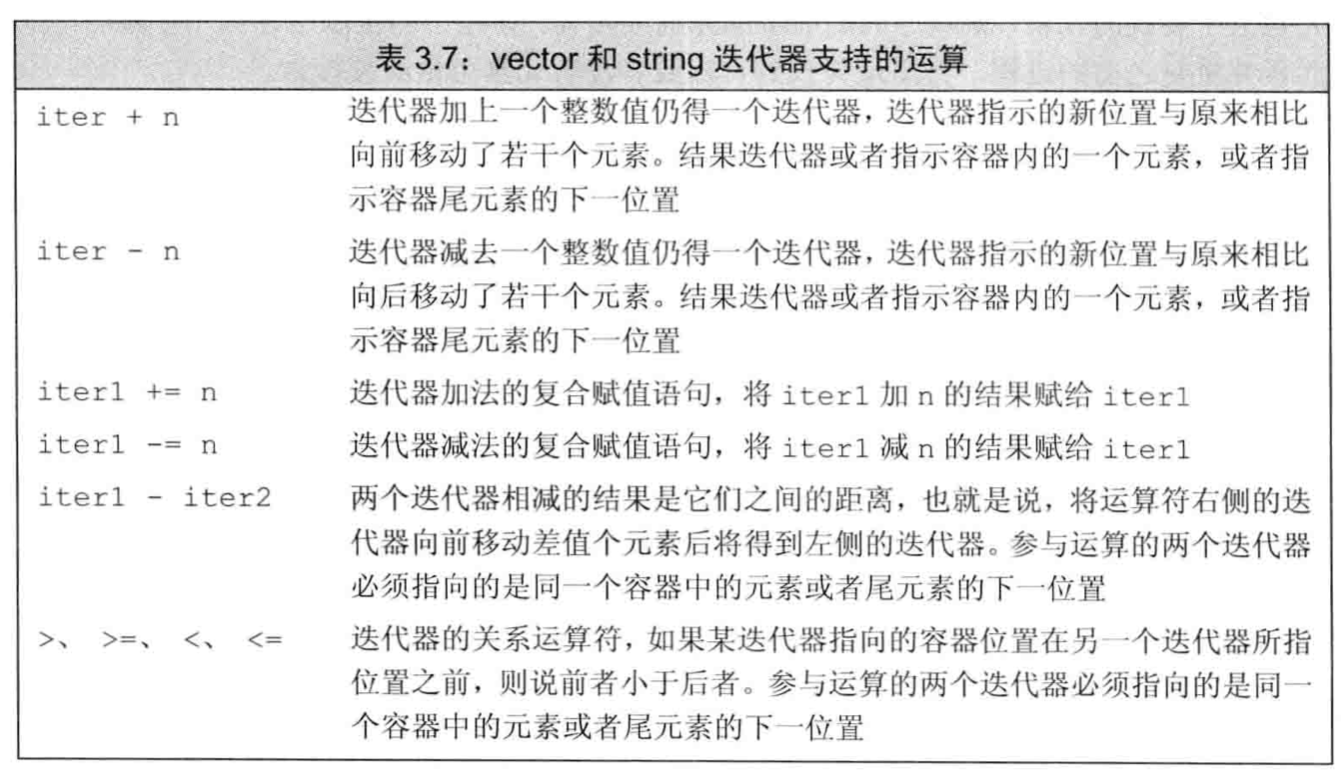 表 3.7：vector 和 string 迭代器支持的运算
iter + n 迭代器加上一个整数值仍得一个迭代器，迭代器指示的新位置与原来相比
向前移动了若干个元素。结果迭代器或者指示容器内的一个元素，或者指
示容器尾元素的下一位置
iter - n 迭代器减去一个整数值仍得一个迭代器，迭代器指示的新位置与原来相比
向后移动了若干个元素。结果迭代器或者指示容器内的一个元素，或者指
示容器尾元素的下一位置
iter1 += n 迭代器加法的复合赋值语句，将 iter1 加 n 的结果赋给 iter1
iter1 -= n 迭代器减法的复合赋值语句，将 iter1 减 n 的结果赋给 iter1
iter1 - iter2 两个迭代器相减的结果是它们之间的距离，也就是说，将运算符右侧的迭
代器向前移动差值个元素后将得到左侧的迭代器。参与运算的两个迭代器
必须指向的是同一个容器中的元素或者尾元素的下一位置
>、 >=、 <、 <= 迭代器的关系运算符，如果某迭代器指向的容器位置在另一个迭代器所指
位置之前，则说前者小于后者。参与运算的两个迭代器必须指向的是同一
个容器中的元素或者尾元素的下一位置